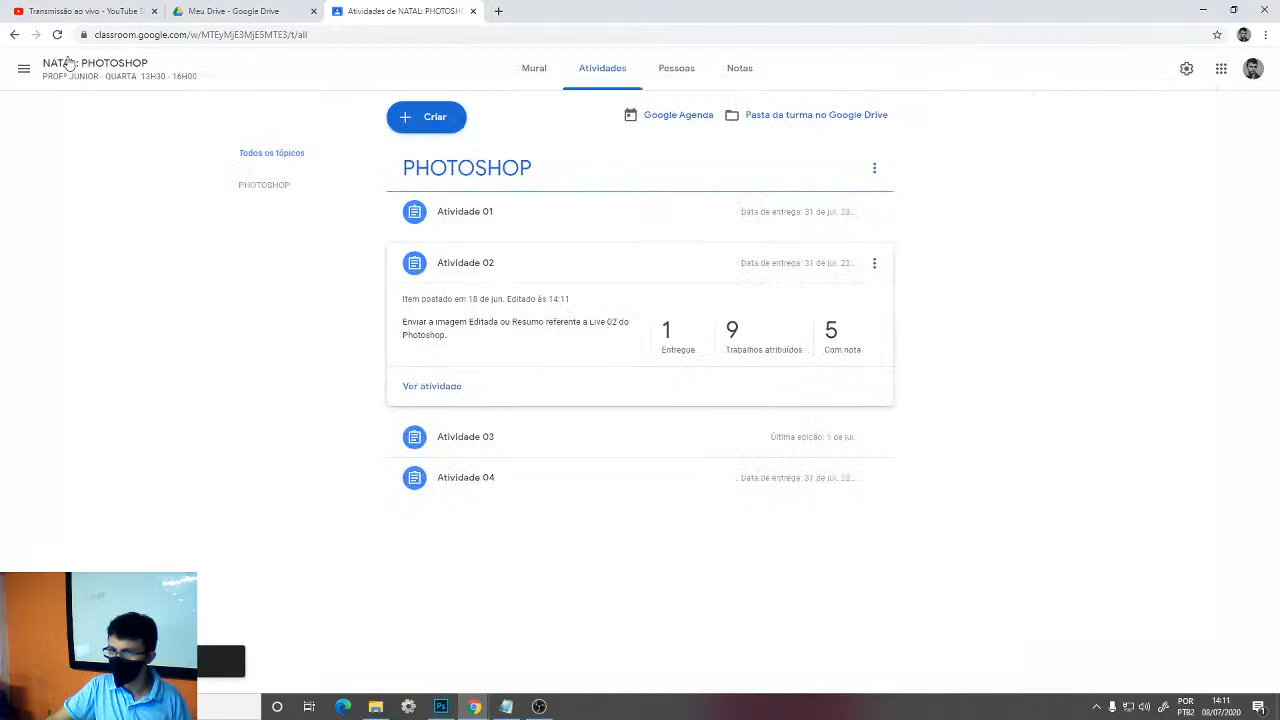 Transmissão ao vivo - YouTube S
Meu Drive - Google Drive
Atividades de NATAL: PHOTOSHO
classroom.google.com/w/MTEyMjE3MjE5MTE3/t/all
NATAL: PHOTOSHOP
PROFº JUNIOR - QUARTA. 13H30 - 16H00
Mural
Atividades
Pessoas
Notas
Criar
Google Agenda
Pasta da turma no Google Drive
Todos os tópicos
PHOTOSHOP
PHOTOSHOP
Atividade 01
Data de entrega: 31 de jul. 23...
Atividade 02
Data de entrega: 31 de jul. 22...
Item postado em 18 de jun. Editado às 14:11
Enviar a Imagem Editada ou Resumo referente a Live 02 do
Photoshop.
1
9
5
Entregue
Trabalhos atribuídos
Com nota
Ver atividade
Atividade 03
Última edição: 1 de jul.
Atividade 04
Data de entrega: 31 de jul. 23...
Ps
POR
14:11
PTB2
08/07/2020